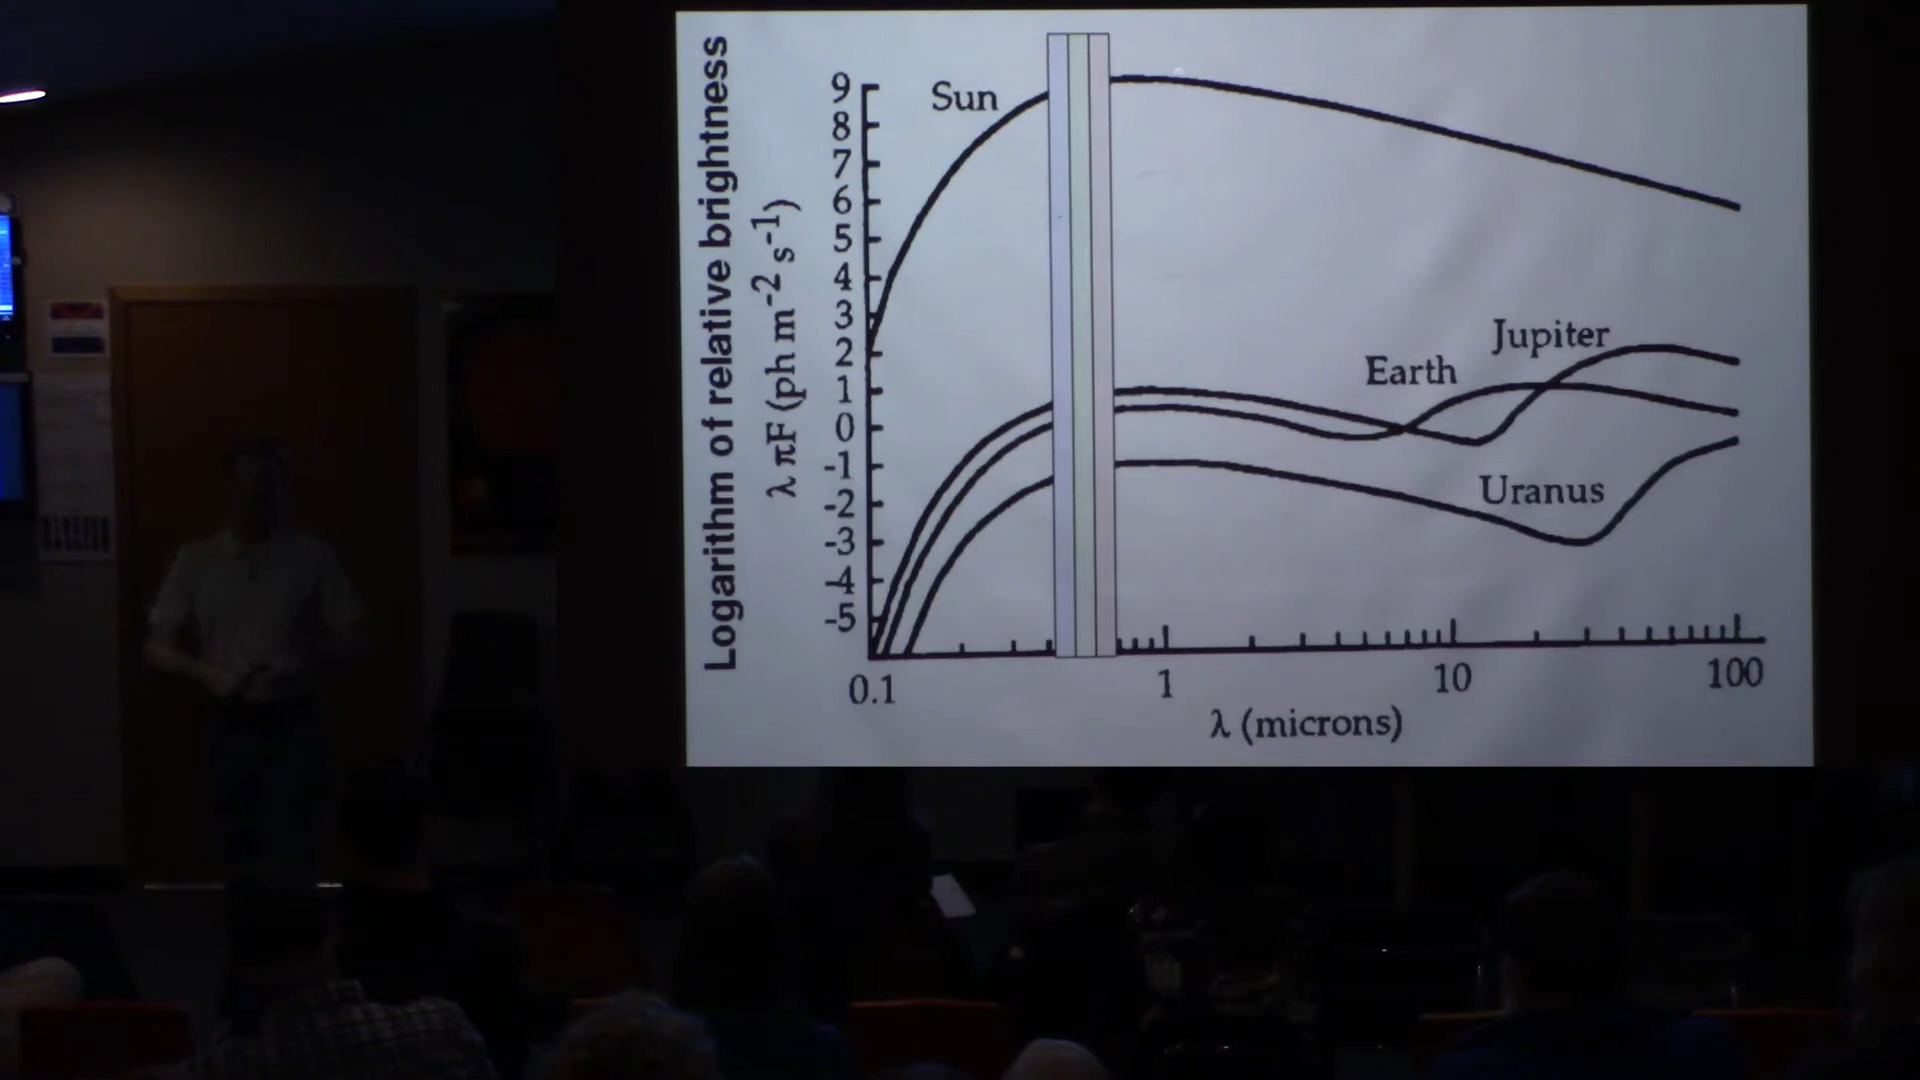 Logarithm of relative brightness
λ πF (ph m⁻² s⁻¹)
9
8
7
6
5
4
3
2
1
0
-1
-2
-3
-4
-5
Sun
Jupiter
Earth
Uranus
0.1
1
10
100
λ (microns)